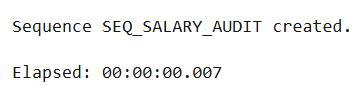 Sequence SEQ_SALARY_AUDIT created.
Elapsed: 00:00:00.007